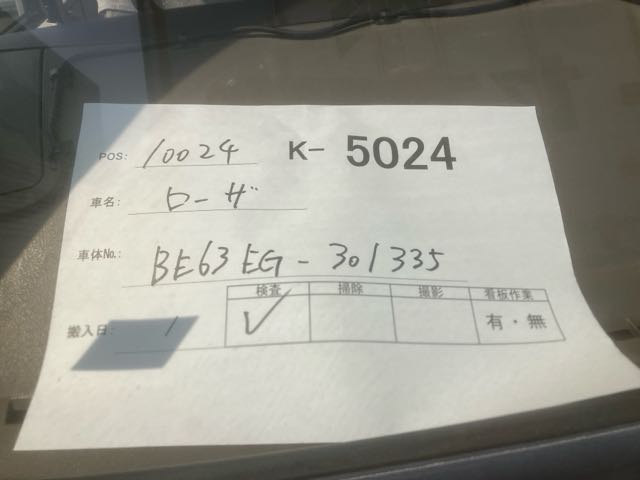 POS: 10024 K- 5024
車名: ローザ
車体No.: BE63EG-301335
検査 掃除 撮影 看板作業
搬入日: / ✓ 有・無